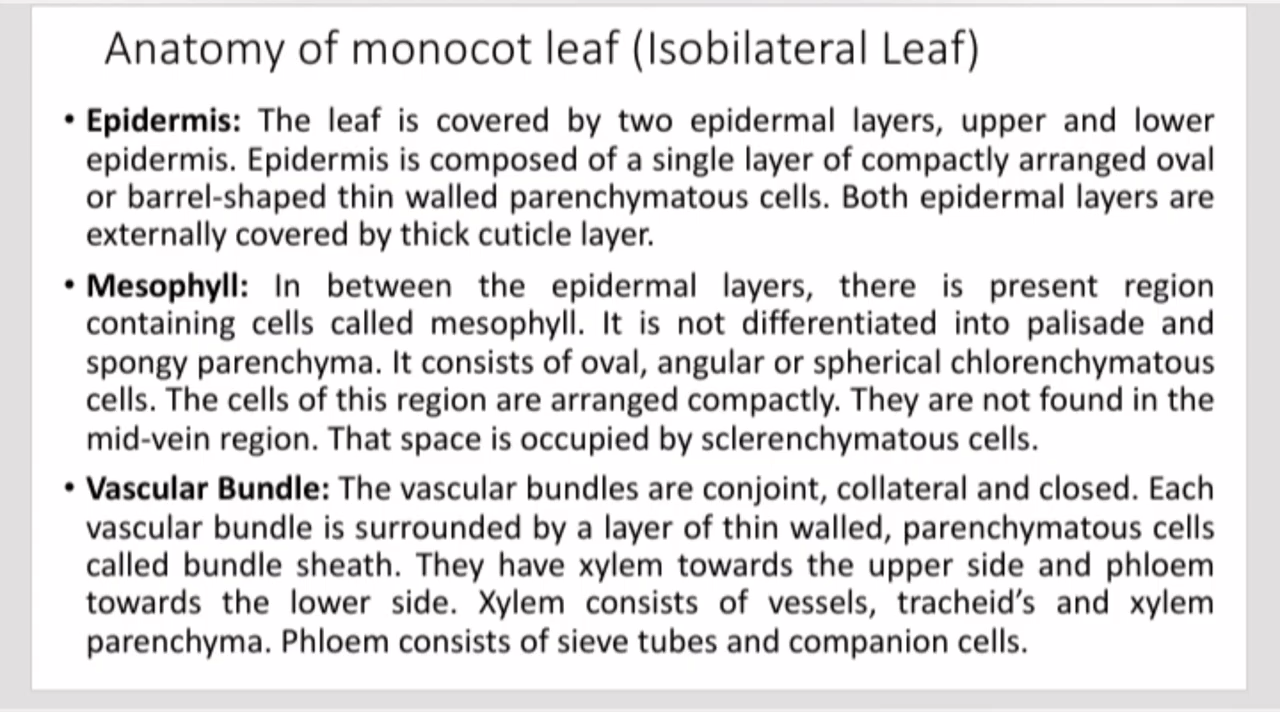 Anatomy of monocot leaf (Isobilateral Leaf)
• Epidermis: The leaf is covered by two epidermal layers, upper and lower
epidermis. Epidermis is composed of a single layer of compactly arranged oval
or barrel-shaped thin walled parenchymatous cells. Both epidermal layers are
externally covered by thick cuticle layer.
• Mesophyll: In between the epidermal layers, there is present region
containing cells called mesophyll. It is not differentiated into palisade and
spongy parenchyma. It consists of oval, angular or spherical chlorenchymatous
cells. The cells of this region are arranged compactly. They are not found in the
mid-vein region. That space is occupied by sclerenchymatous cells.
• Vascular Bundle: The vascular bundles are conjoint, collateral and closed. Each
vascular bundle is surrounded by a layer of thin walled, parenchymatous cells
called bundle sheath. They have xylem towards the upper side and phloem
towards the lower side. Xylem consists of vessels, tracheid’s and xylem
parenchyma. Phloem consists of sieve tubes and companion cells.